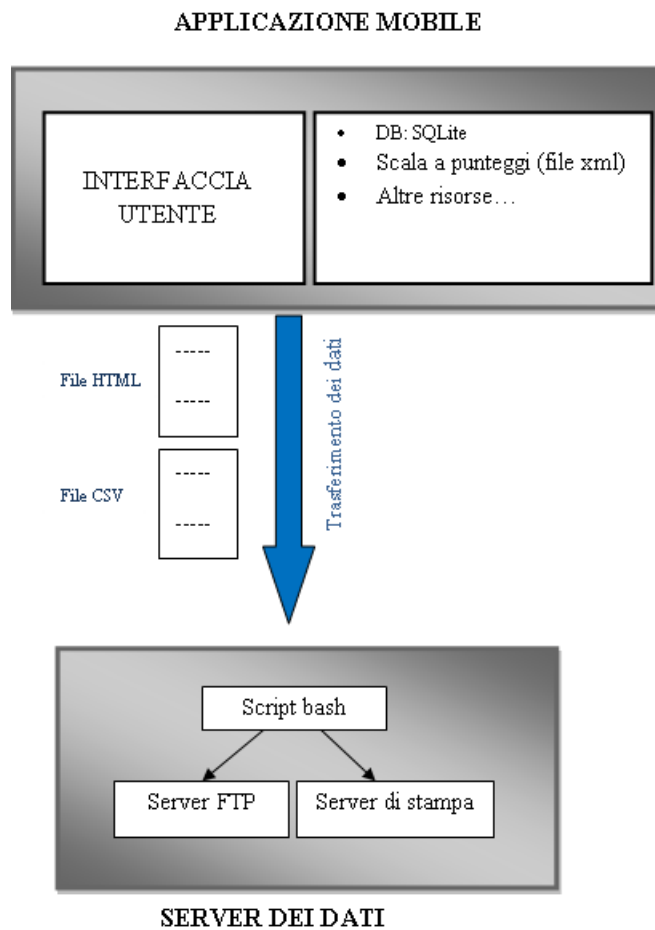 APPLICAZIONE MOBILE
INTERFACCIA
UTENTE
• DB: SQLite
• Scala a punteggi (file xml)
• Altre risorse…
File HTML
-----
-----
Trasferimento dei dati
File CSV
-----
-----
Script bash
Server FTP
Server di stampa
SERVER DEI DATI